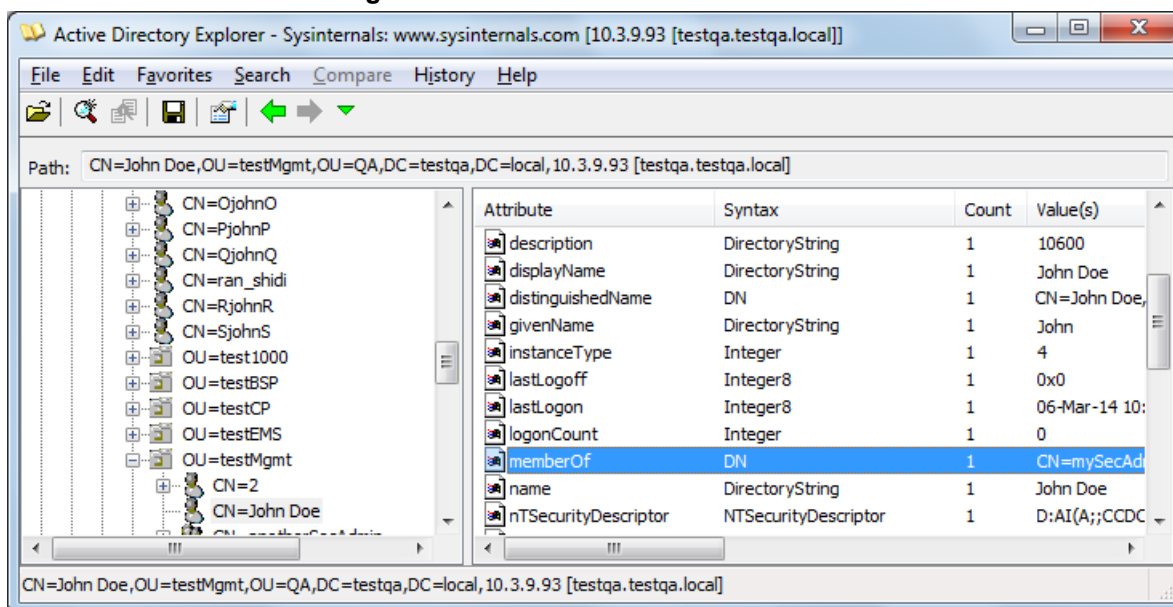 Active Directory Explorer - Sysinternals: www.sysinternals.com [10.3.9.93 [testqa.testqa.local]]
File Edit Favorites Search Compare History Help
Path: CN=John Doe,OU=testMgmt,OU=QA,DC=testqa,DC=local,10.3.9.93 [testqa.testqa.local]
CN=OjohnO
CN=PjohnP
CN=QjohnQ
CN=ran_shidi
CN=RjohnR
CN=SjohnS
OU=test1000
OU=testBSP
OU=testCP
OU=testEMS
OU=testMgmt
CN=2
CN=John Doe
CN=anotherSecAdmin
Attribute Syntax Count Value(s)
description DirectoryString 1 10600
displayName DirectoryString 1 John Doe
distinguishedName DN 1 CN=John Doe,
givenName DirectoryString 1 John
instanceType Integer 1 4
lastLogoff Integer8 1 0x0
lastLogon Integer8 1 06-Mar-14 10:
logonCount Integer 1 0
memberOf DN 1 CN=mySecAdı
name DirectoryString 1 John Doe
nTSecurityDescriptor NTSecurityDescriptor 1 D:AI(A;;CCDC
CN=John Doe,OU=testMgmt,OU=QA,DC=testqa,DC=local,10.3.9.93 [testqa.testqa.local]